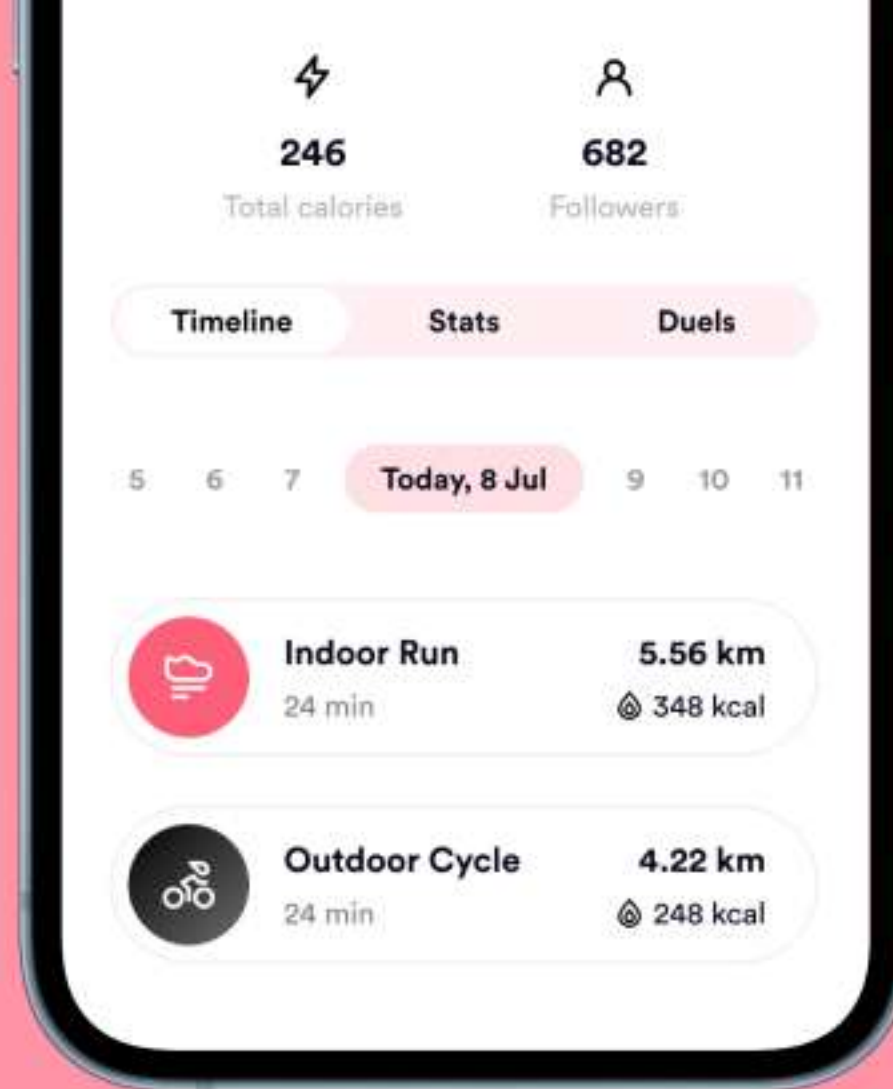 246 682
Total calories Followers
Timeline Stats Duels
5 6 7 Today, 8 Jul 9 10 11
Indoor Run 5.56 km
24 min 348 kcal
Outdoor Cycle 4.22 km
24 min 248 kcal